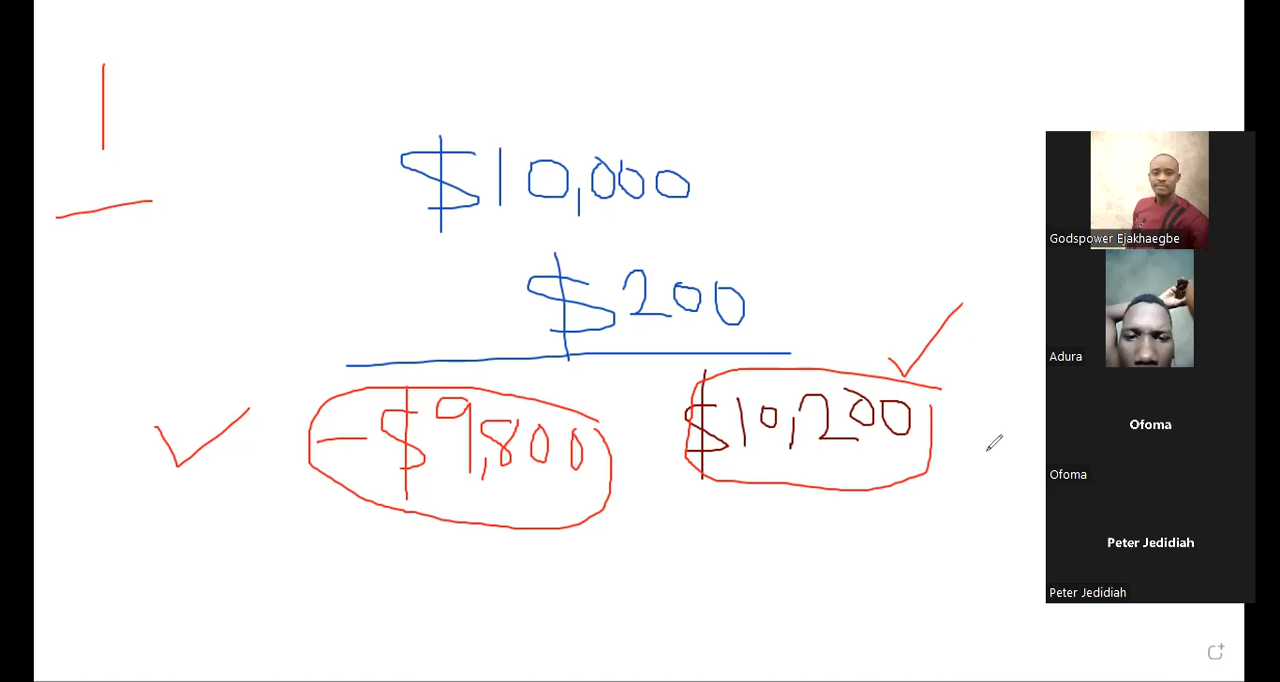 $10,000
$200
-$9,800 $10,200
Godspower Ejakhaegbe
Adura
Ofoma
Ofoma
Peter Jedidiah
Peter Jedidiah